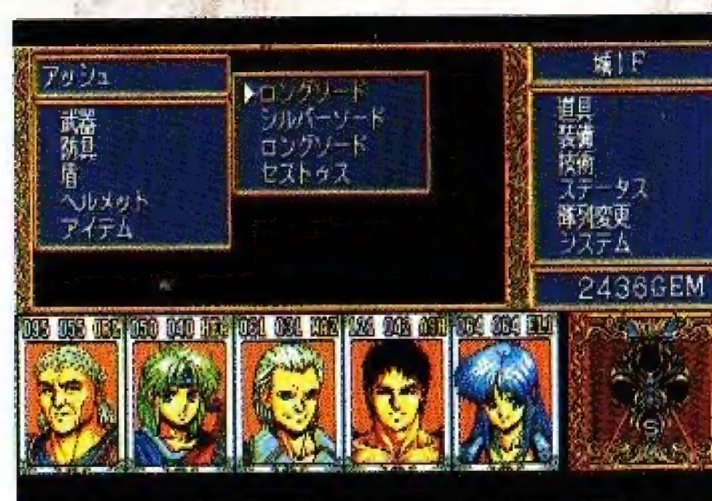 アッシュ
武器
防具
盾
ヘルメット
アイテム
ロングソード
シルバーソード
ロングソード
セストゥス
城1F
道具
装備
技術
ステータス
隊列変更
システム
2436GEM
S